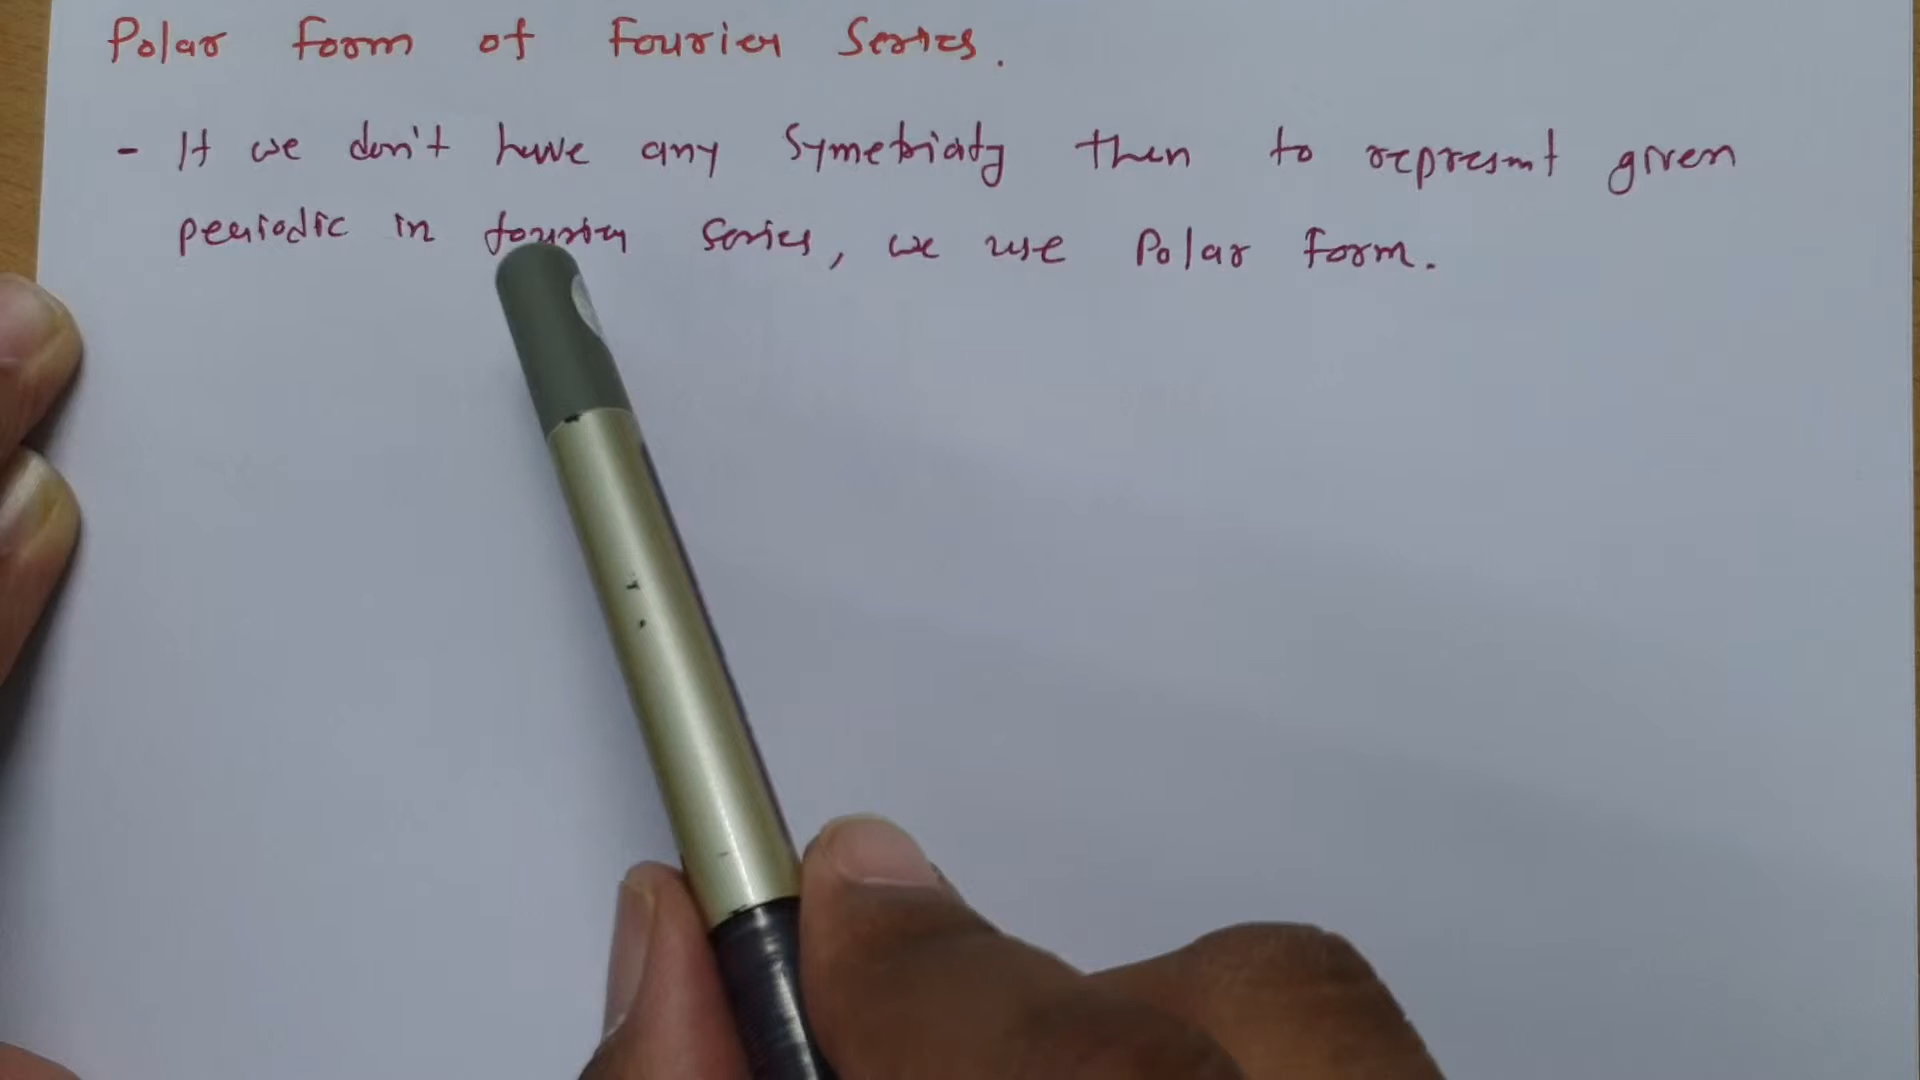 Polar Form of Fourier Series.
- If we don't have any Symetriaty then to represent given
periodic in fourier series, we use Polar Form.